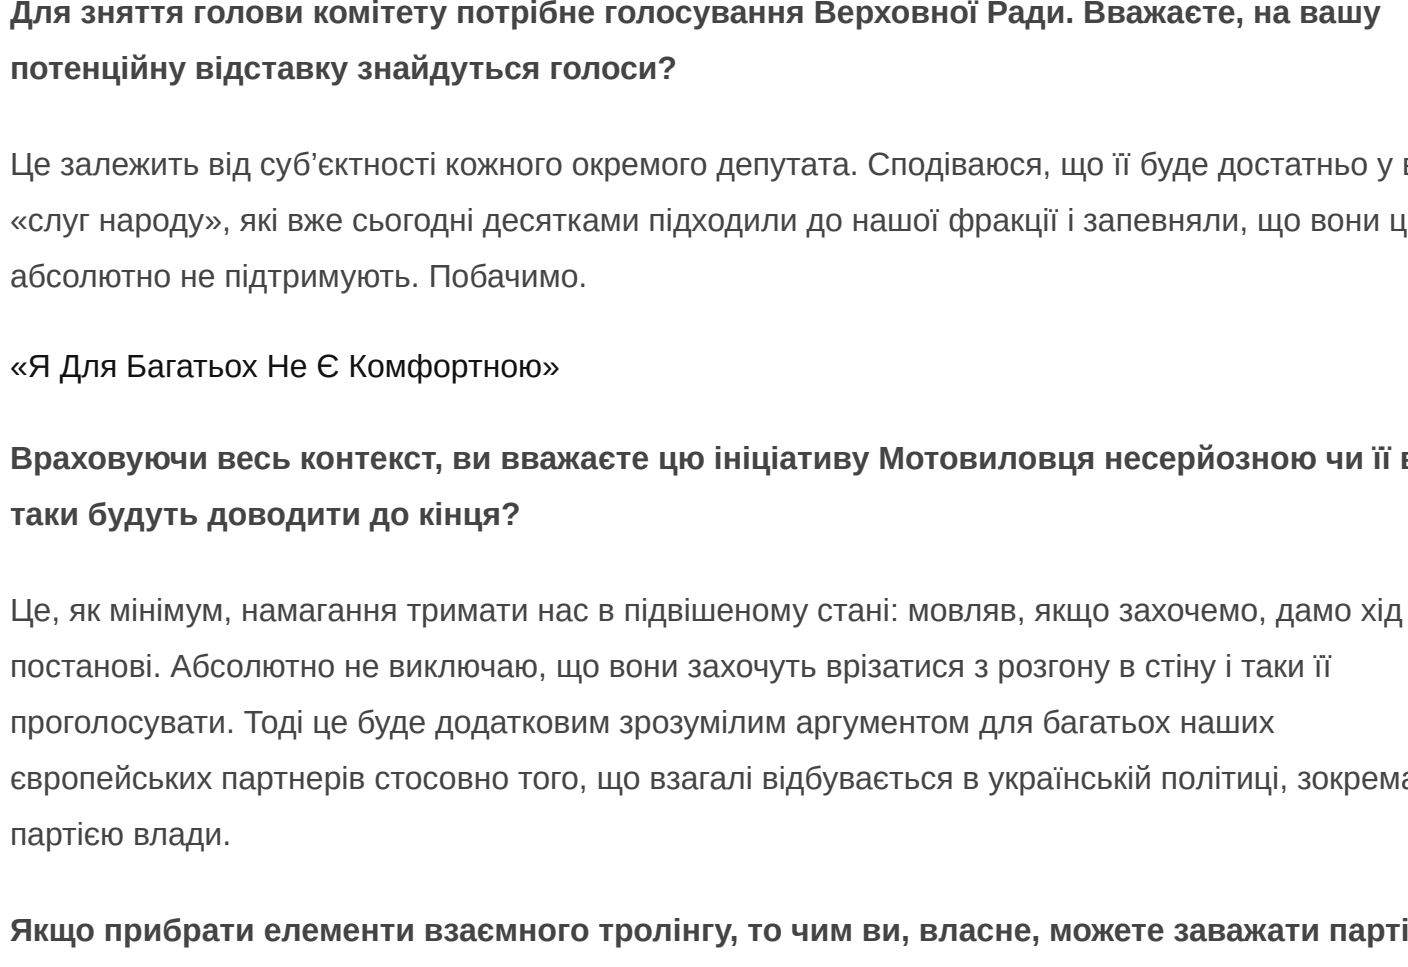 Для зняття голови комітету потрібне голосування Верховної Ради. Вважаєте, на вашу
потенційну відставку знайдуться голоси?
Це залежить від суб’єктності кожного окремого депутата. Сподіваюся, що її буде достатньо у
«слуг народу», які вже сьогодні десятками підходили до нашої фракції і запевняли, що вони
абсолютно не підтримують. Побачимо.
«Я Для Багатьох Не Є Комфортною»
Враховуючи весь контекст, ви вважаєте цю ініціативу Мотовиловця несерйозною чи її
таки будуть доводити до кінця?
Це, як мінімум, намагання тримати нас в підвішеному стані: мовляв, якщо захочемо, дамо хід
постанові. Абсолютно не виключаю, що вони захочуть врізатися з розгону в стіну і таки її
проголосувати. Тоді це буде додатковим зрозумілим аргументом для багатьох наших
європейських партнерів стосовно того, що взагалі відбувається в українській політиці, зокрема
партією влади.
Якщо прибрати елементи взаємного тролінгу, то чим ви, власне, можете заважати парті